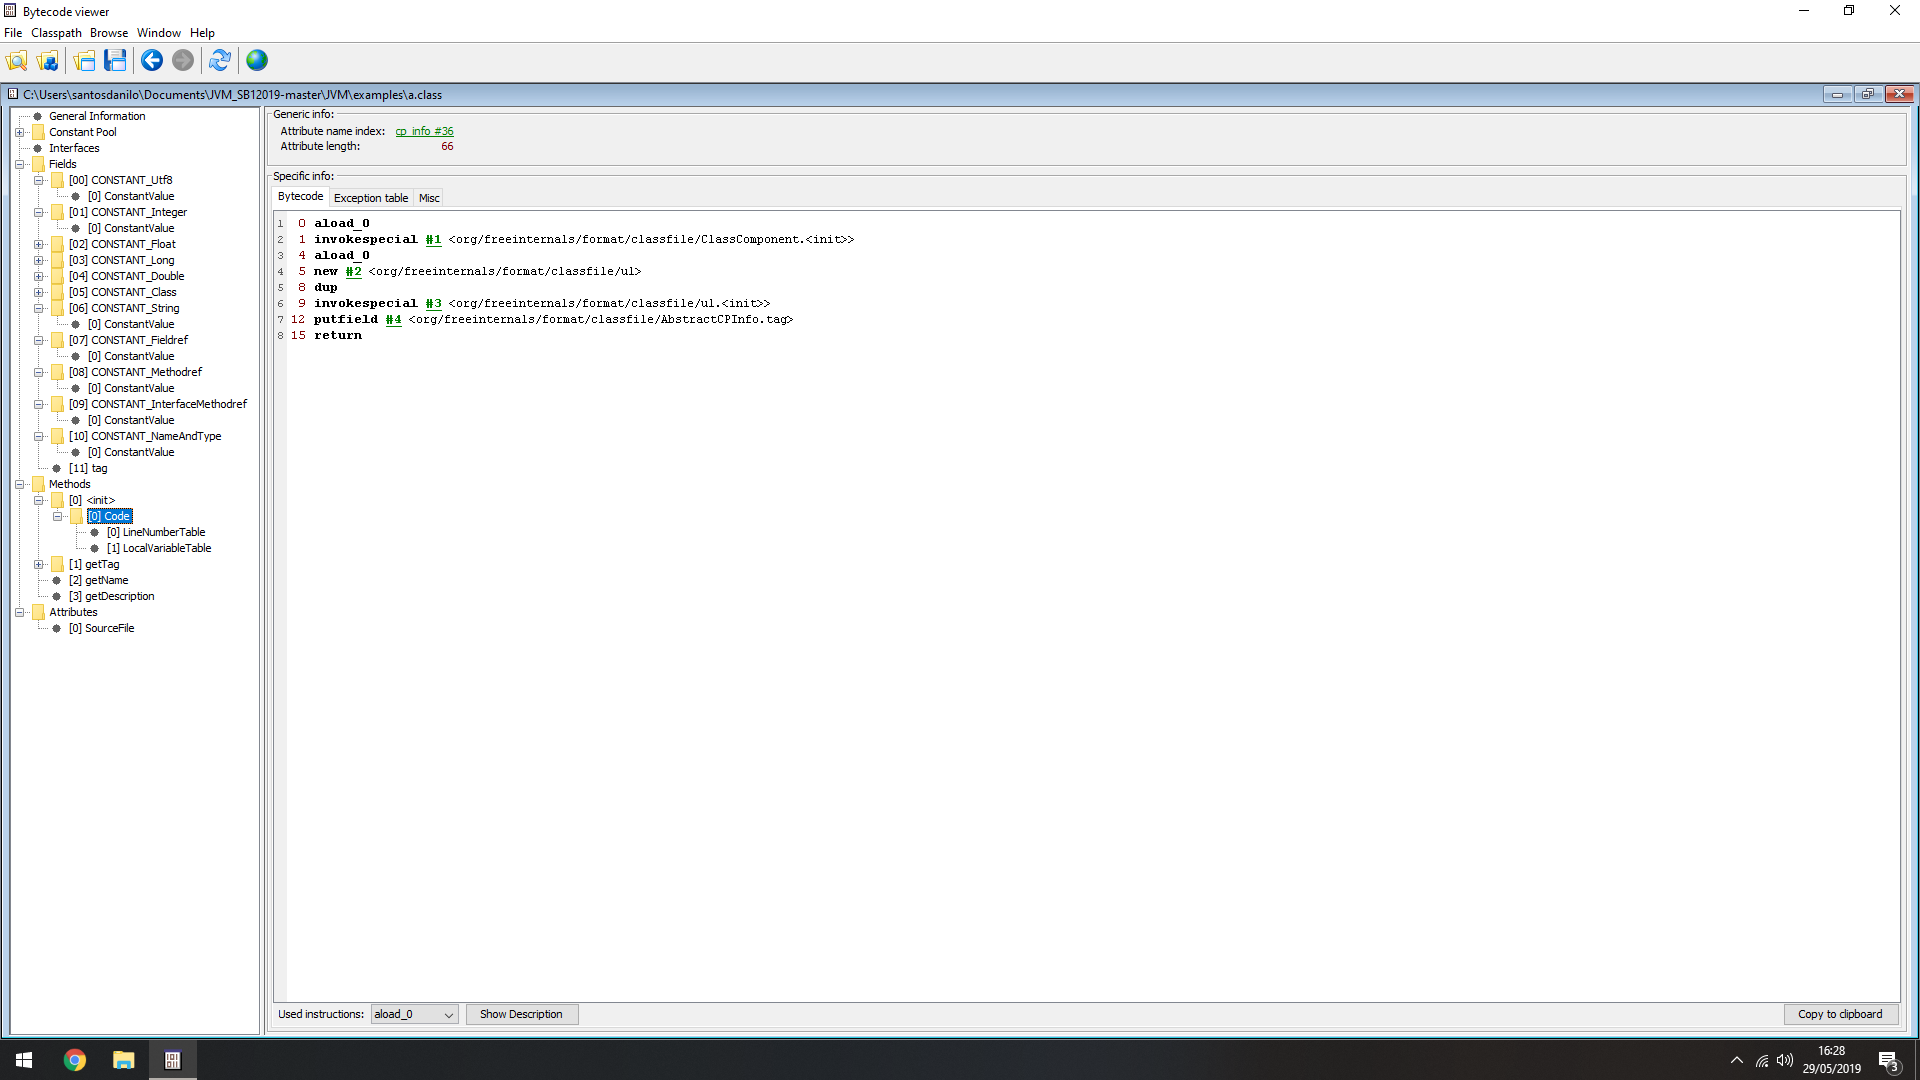 Bytecode viewer
File Classpath Browse Window Help
C:\Users\santosdanilo\Documents\JVM_SB12019-master\JVM\examples\a.class
General Information
Constant Pool
Interfaces
Fields
[00] CONSTANT_Utf8
[0] ConstantValue
[01] CONSTANT_Integer
[0] ConstantValue
[02] CONSTANT_Float
[03] CONSTANT_Long
[04] CONSTANT_Double
[05] CONSTANT_Class
[06] CONSTANT_String
[0] ConstantValue
[07] CONSTANT_Fieldref
[0] ConstantValue
[08] CONSTANT_Methodref
[0] ConstantValue
[09] CONSTANT_InterfaceMethodref
[0] ConstantValue
[10] CONSTANT_NameAndType
[0] ConstantValue
[11] tag
Methods
[0] <init>
[0] Code
[0] LineNumberTable
[1] LocalVariableTable
[1] getTag
[2] getName
[3] getDescription
Attributes
[0] SourceFile
Generic info:
Attribute name index: cp_info #36
Attribute length: 66
Specific info:
Bytecode Exception table Misc
1 0 aload_0
2 1 invokespecial #1 <org/freeinternals/format/classfile/ClassComponent.<init>>
3 4 aload_0
4 5 new #2 <org/freeinternals/format/classfile/u1>
5 8 dup
6 9 invokespecial #3 <org/freeinternals/format/classfile/u1.<init>>
7 12 putfield #4 <org/freeinternals/format/classfile/AbstractCPInfo.tag>
8 15 return
Used instructions: aload_0 Show Description Copy to clipboard
16:28
29/05/2019
3